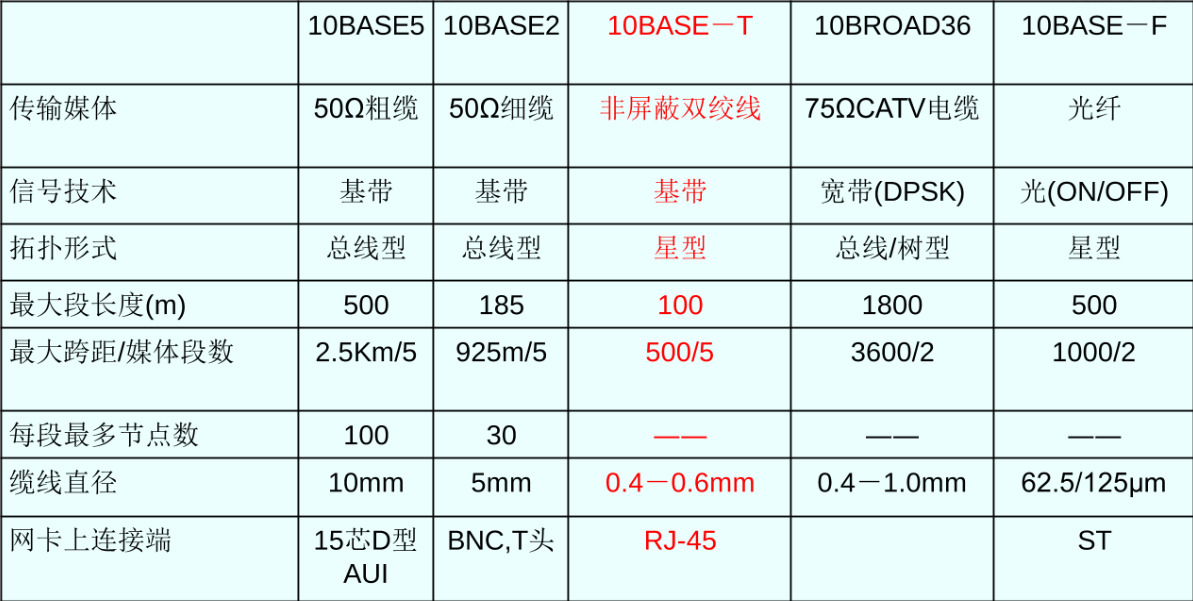 10BASE5 10BASE2 10BASE－T 10BROAD36 10BASE－F
传输媒体 50Ω粗缆 50Ω细缆 非屏蔽双绞线 75ΩCATV电缆 光纤
信号技术 基带 基带 基带 宽带(DPSK) 光(ON/OFF)
拓扑形式 总线型 总线型 星型 总线/树型 星型
最大段长度(m) 500 185 100 1800 500
最大跨距/媒体段数 2.5Km/5 925m/5 500/5 3600/2 1000/2
每段最多节点数 100 30 —— —— ——
缆线直径 10mm 5mm 0.4－0.6mm 0.4－1.0mm 62.5/125μm
网卡上连接端 15芯D型 BNC,T头 RJ-45 ST
AUI